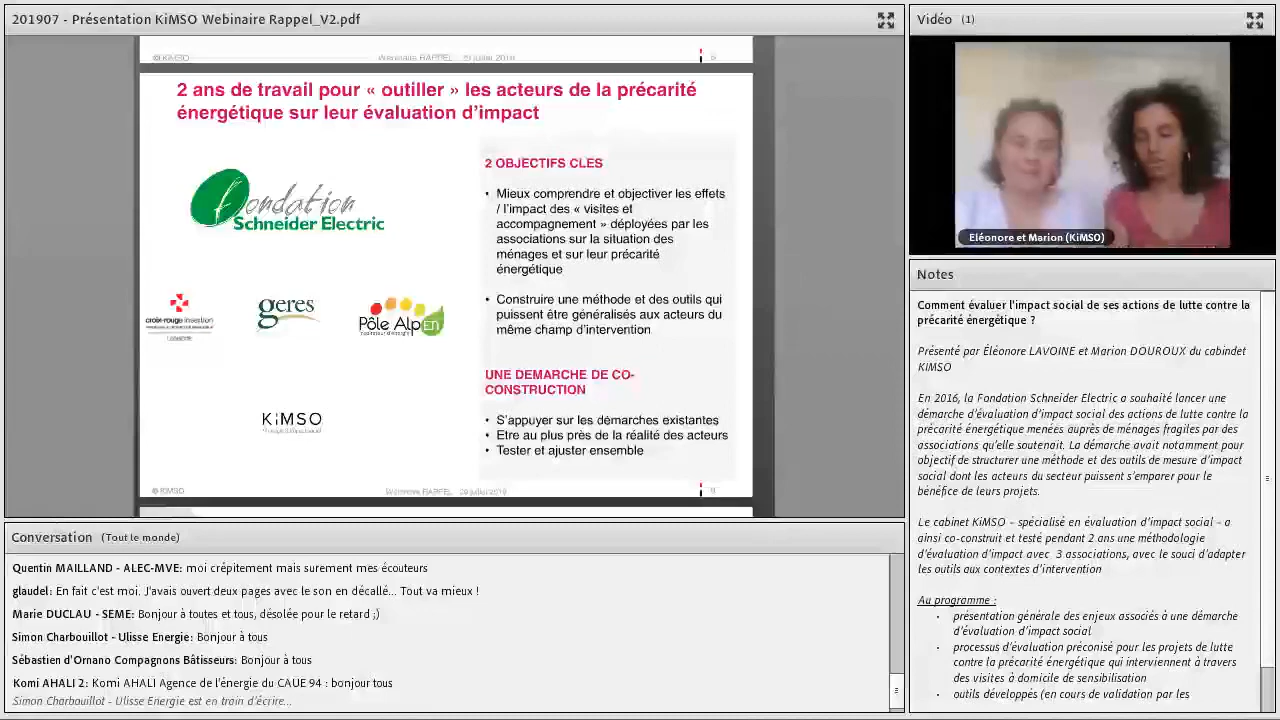 201907 - Présentation KiMSO Webinaire Rappel_V2.pdf
© KiMSO
Webinaire RAPPEL
2 ans de travail pour « outiller » les acteurs de la précarité
énergétique sur leur évaluation d'impact
fondation
Schneider Electric
croix-rouge insertion
geres
Pôle AlpEn
KiMSO
2 OBJECTIFS CLES
• Mieux comprendre et objectiver les effets
/ l'impact des « visites et
accompagnement » déployées par les
associations sur la situation des
ménages et sur leur précarité
énergétique
• Construire une méthode et des outils qui
puissent être généralisés aux acteurs du
même champ d'intervention
UNE DEMARCHE DE CO-
CONSTRUCTION
• S'appuyer sur les démarches existantes
• Etre au plus près de la réalité des acteurs
• Tester et ajuster ensemble
© KiMSO
Conversation (Tout le monde)
Quentin MAILLAND - ALEC-MVE: moi crépitement mais surement mes écouteurs
glaudel: En fait c'est moi. J'avais ouvert deux pages avec le son en décallé... Tout va mieux !
Marie DUCLAU - SEME: Bonjour à toutes et tous, désolée pour le retard ;)
Simon Charbouillot - Ulisse Energie: Bonjour à tous
Sébastien d'Ornano Compagnons Bâtisseurs: Bonjour à tous
Komi AHALI 2: Komi AHALI Agence de l'énergie du CAUE 94 : bonjour tous
Simon Charbouillot - Ulisse Energie est en train d'écrire...
Vidéo (1)
Eléonore et Marion (KiMSO)
Notes
Comment évaluer l'impact social de ses actions de lutte contre la
précarité énergétique ?
Présenté par Eléonore LAVOINE et Marion DOUROUX du cabindet
KIMSO
En 2016, la Fondation Schneider Electric a souhaité lancer une
démarche d'évaluation d'impact social des actions de lutte contre la
précarité énergétique menées auprès de ménages fragiles par des
associations qu'elle soutenait. La démarche avait notamment pour
objectif de structurer une méthode et des outils de mesure d'impact
social dont les acteurs du secteur puissent s'emparer pour le
bénéfice de leurs projets.
Le cabinet KiMSO – spécialisé en évaluation d'impact social – a
ainsi co-construit et testé pendant 2 ans une méthodologie
d'évaluation d'impact avec 3 associations, avec le souci d'adapter
les outils aux contextes d'intervention
Au programme :
• présentation générale des enjeux associés à une démarche
d'évaluation d'impact social
• processus d'évaluation préconisé pour les projets de lutte
contre la précarité énergétique qui interviennent à travers
des visites à domicile de sensibilisation
• outils développés (en cours de validation par les